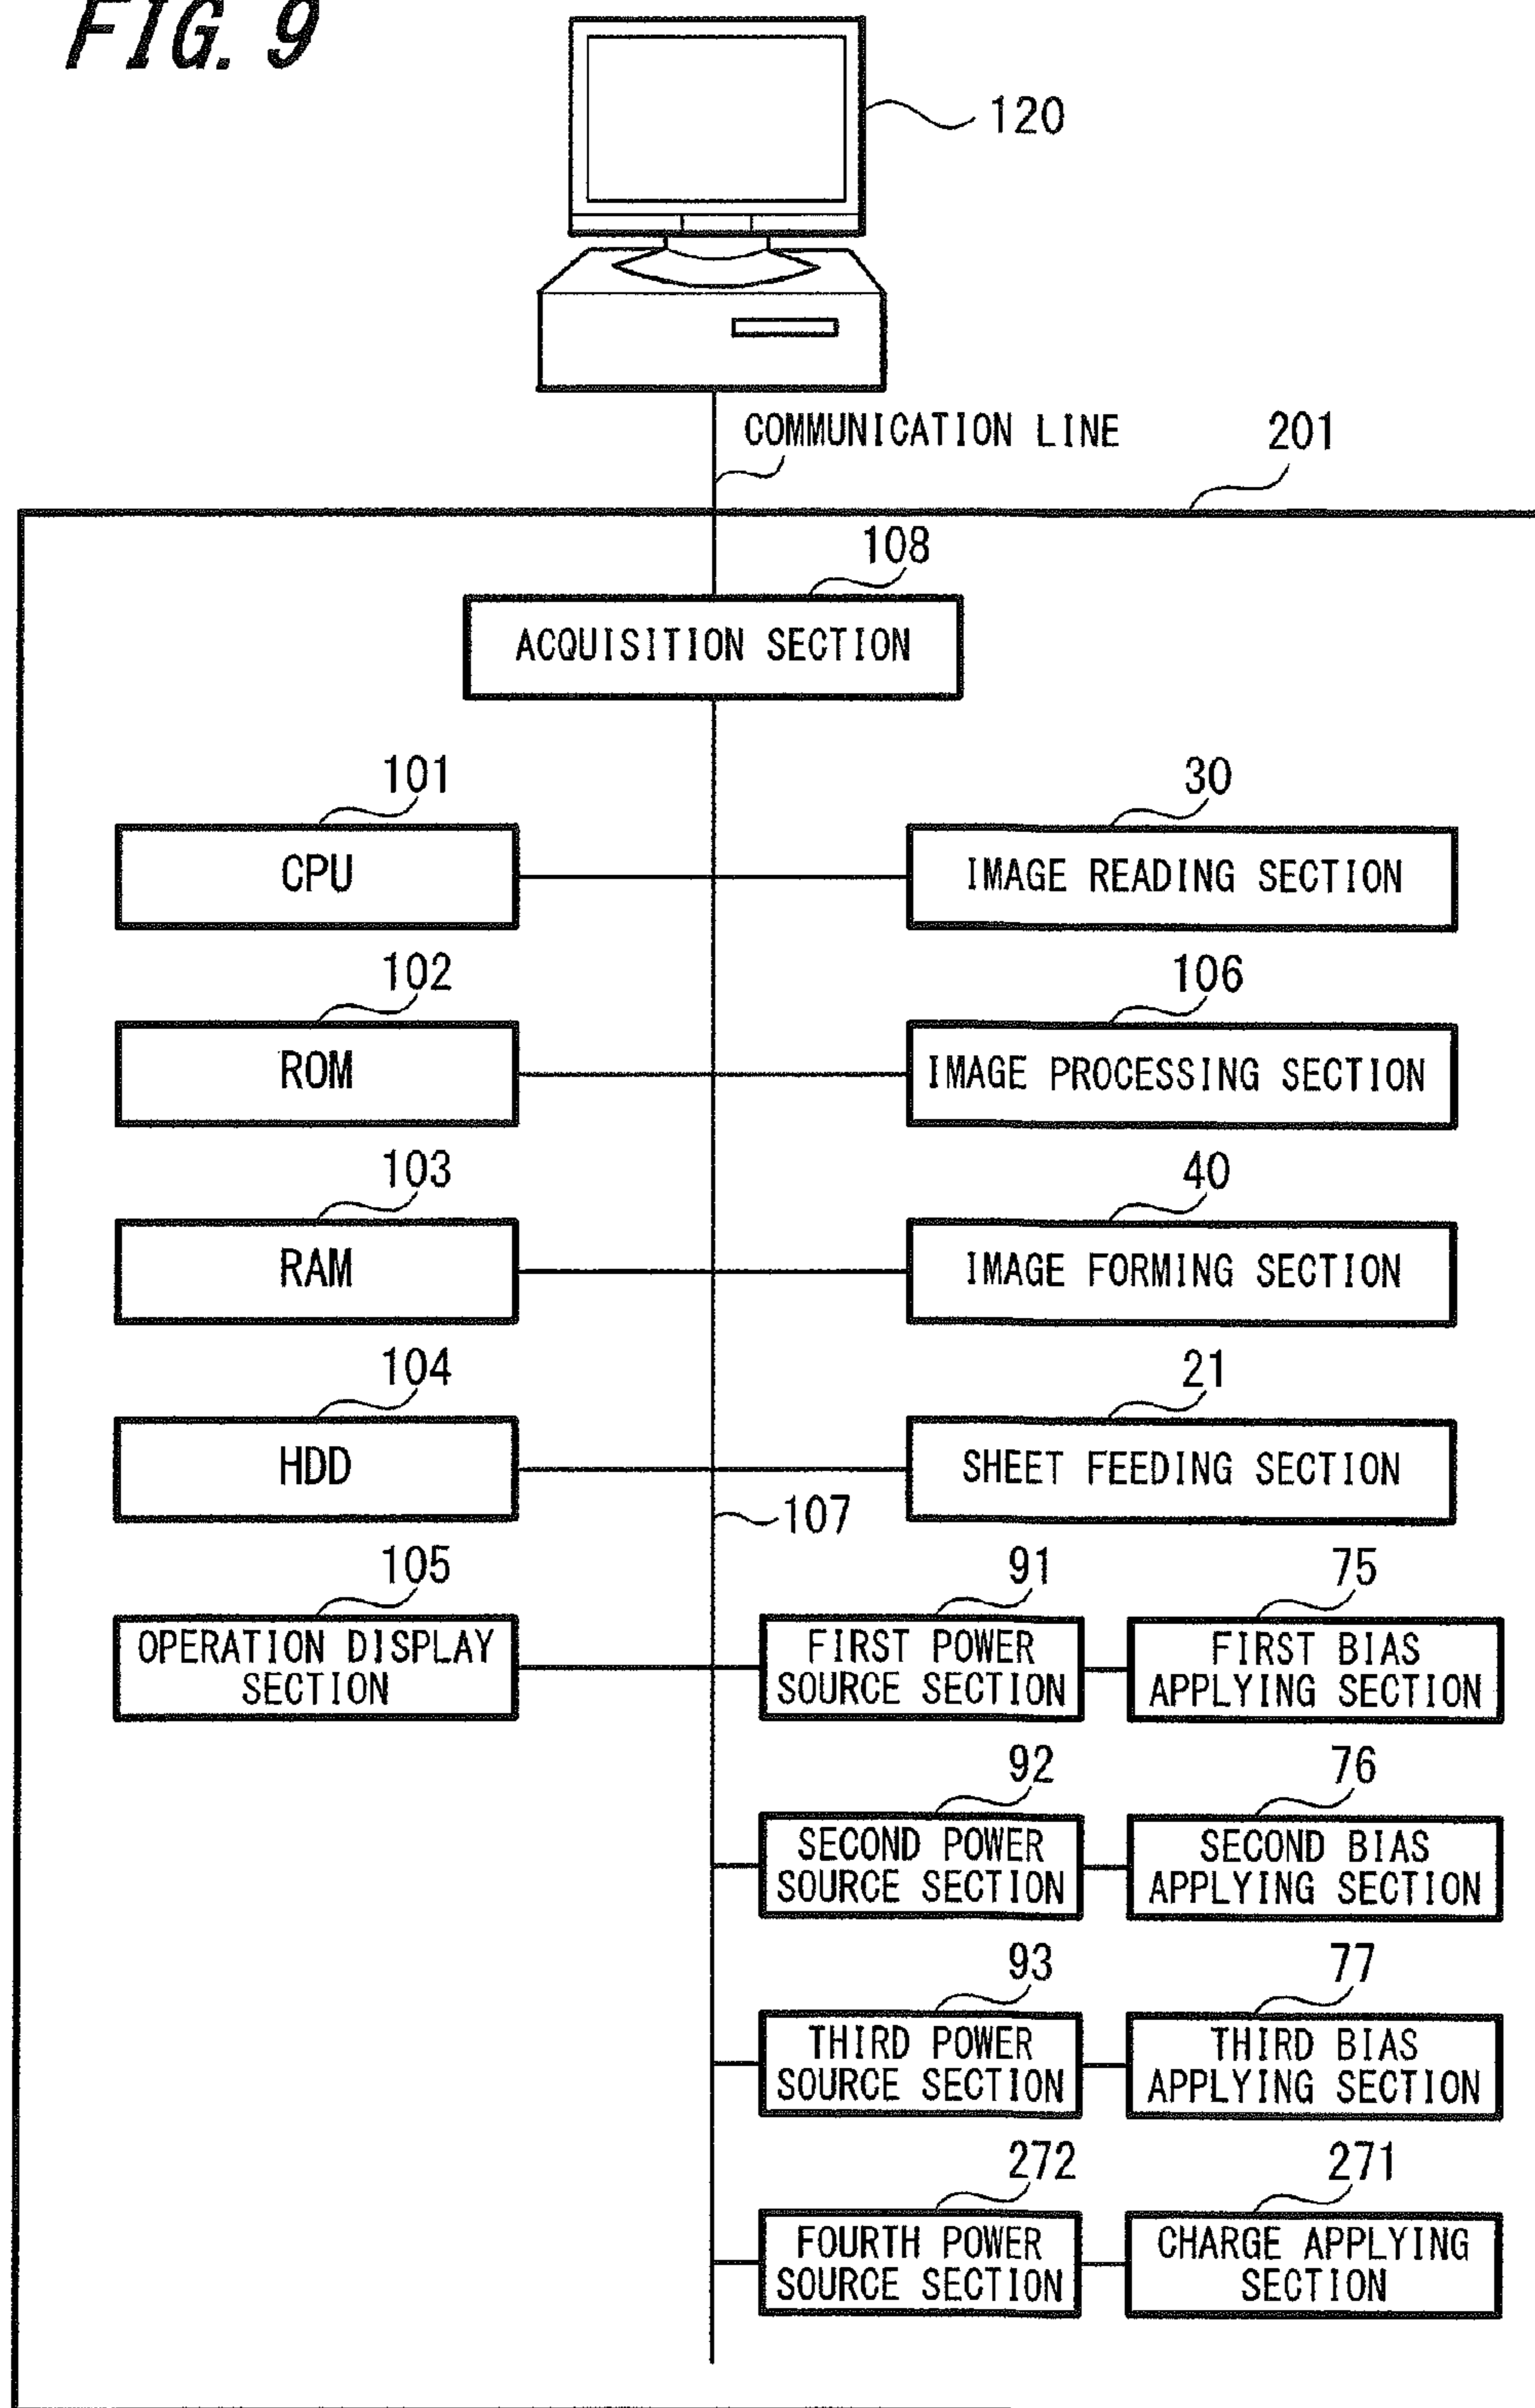 FIG. 9
120
COMMUNICATION LINE
201
108
ACQUISITION SECTION
101
CPU
30
IMAGE READING SECTION
102
ROM
106
IMAGE PROCESSING SECTION
103
RAM
40
IMAGE FORMING SECTION
104
HDD
21
SHEET FEEDING SECTION
107
105
OPERATION DISPLAY
SECTION
91
FIRST POWER
SOURCE SECTION
75
FIRST BIAS
APPLYING SECTION
92
SECOND POWER
SOURCE SECTION
76
SECOND BIAS
APPLYING SECTION
93
THIRD POWER
SOURCE SECTION
77
THIRD BIAS
APPLYING SECTION
272
FOURTH POWER
SOURCE SECTION
271
CHARGE APPLYING
SECTION